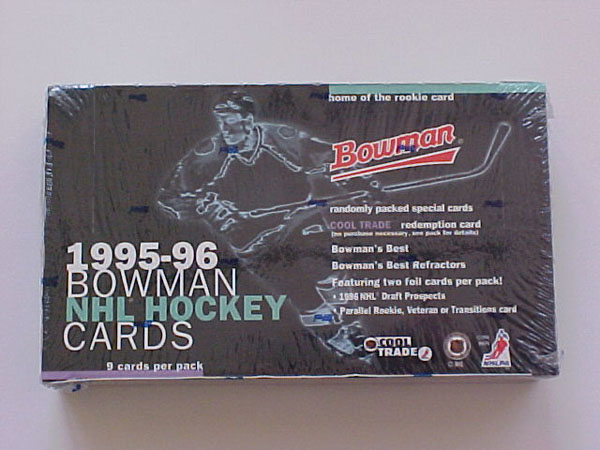 home of the rookie card
Bowman
randomly packed special cards
COOL TRADE redemption card
(no purchase necessary, see pack for details)
Bowman's Best
Bowman's Best Refractors
Featuring two foil cards per pack!
• 1996 NHL Draft Prospects
• Parallel Rookie, Veteran or Transitions card
1995-96
BOWMAN
NHL HOCKEY
CARDS
9 cards per pack
COOL
TRADE
NHLPA